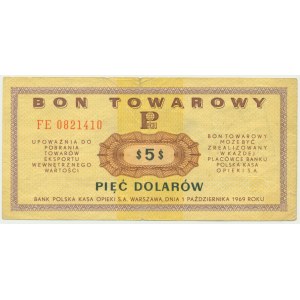 BON TOWAROWY
FE 0821410
P
UPOWAŻNIA DO
POBRANIA
TOWARÓW
EKSPORTU
WEWNĘTRZNEGO
WARTOŚCI
$5$
BON TOWAROWY
MOŻE BYĆ
ZREALIZOWANY
W KAŻDEJ
PLACÓWCE BANKU
POLSKA KASA
OPIEKI S.A.
PIĘĆ DOLARÓW
BANK POLSKA KASA OPIEKI S.A. WARSZAWA, DNIA 1 PAŹDZIERNIKA 1969 ROKU